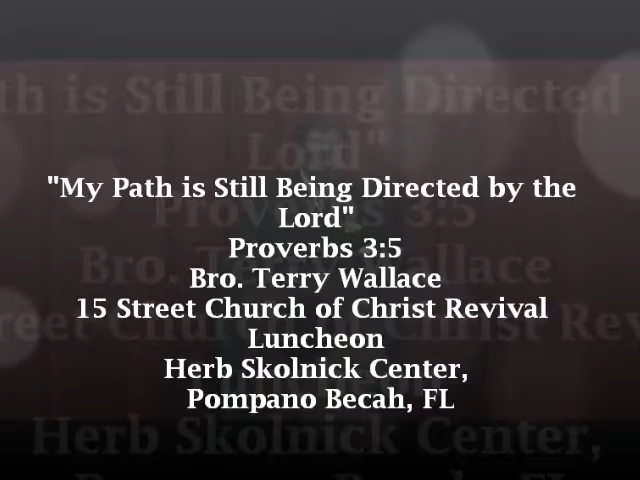 "My Path is Still Being Directed by the
Lord"
Proverbs 3:5
Bro. Terry Wallace
15 Street Church of Christ Revival
Luncheon
Herb Skolnick Center,
Pompano Becah, FL